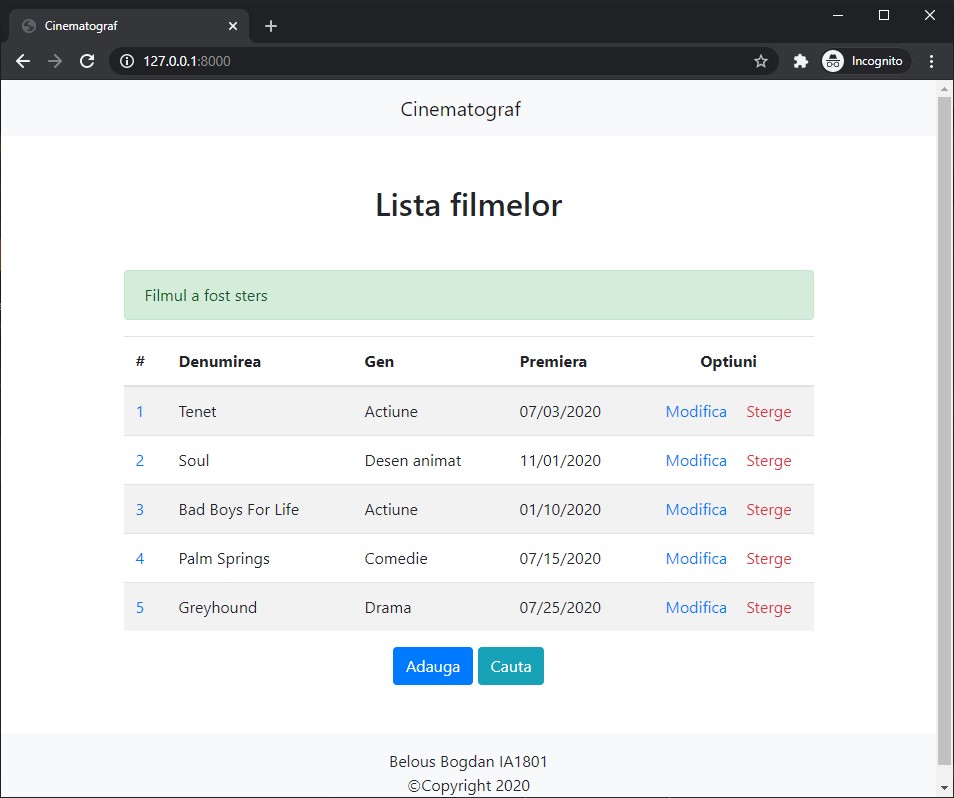 Cinematograf
127.0.0.1:8000
Incognito
Cinematograf
Lista filmelor
Filmul a fost sters
# Denumirea Gen Premiera Optiuni
1 Tenet Actiune 07/03/2020 Modifica Sterge
2 Soul Desen animat 11/01/2020 Modifica Sterge
3 Bad Boys For Life Actiune 01/10/2020 Modifica Sterge
4 Palm Springs Comedie 07/15/2020 Modifica Sterge
5 Greyhound Drama 07/25/2020 Modifica Sterge
Adauga Cauta
Belous Bogdan IA1801
©Copyright 2020